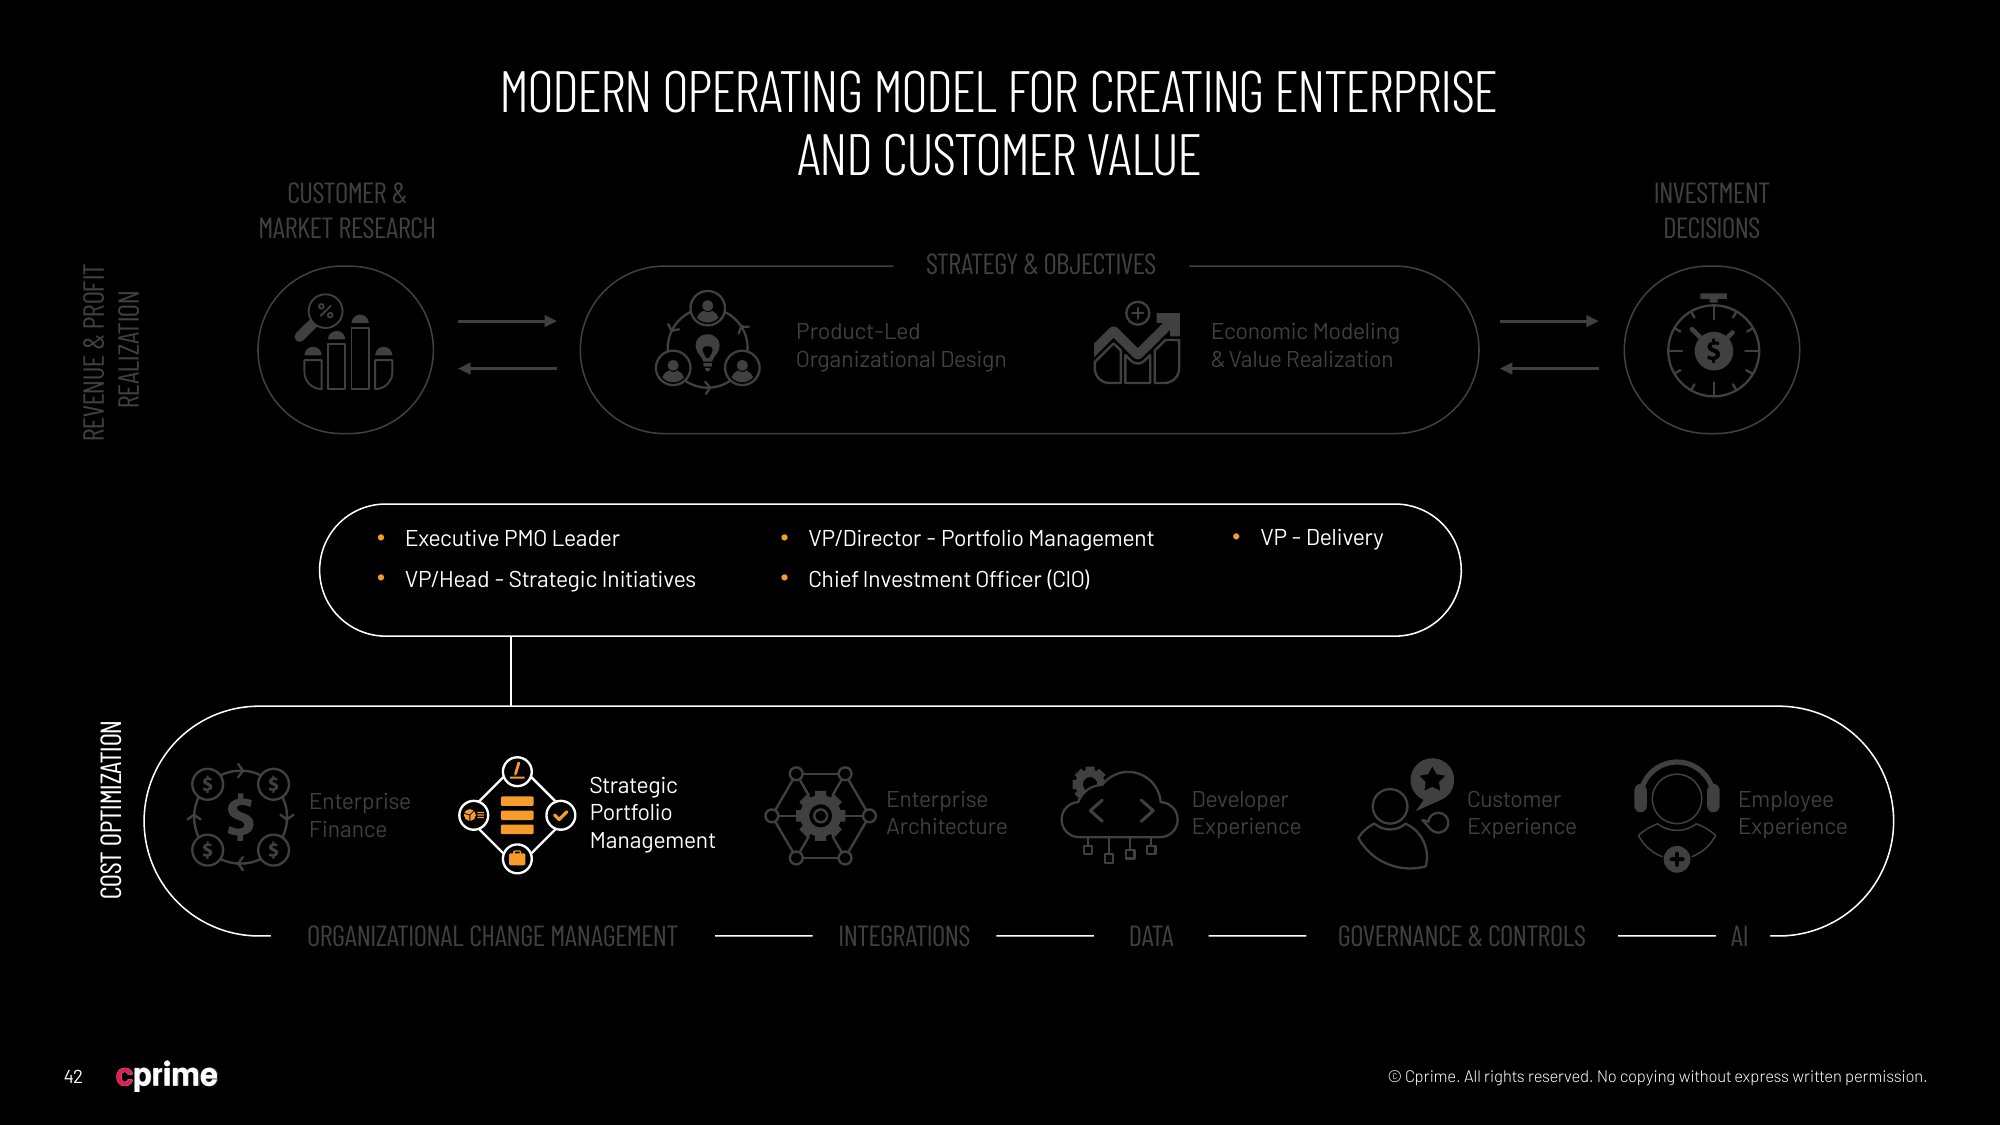 MODERN OPERATING MODEL FOR CREATING ENTERPRISE
AND CUSTOMER VALUE
CUSTOMER &
MARKET RESEARCH
INVESTMENT
DECISIONS
REVENUE & PROFIT
REALIZATION
STRATEGY & OBJECTIVES
%
Product-Led
Organizational Design
Economic Modeling
& Value Realization
$
• Executive PMO Leader
• VP/Head - Strategic Initiatives
• VP/Director - Portfolio Management
• Chief Investment Officer (CIO)
• VP - Delivery
COST OPTIMIZATION
$ $
$
$ $
Enterprise
Finance
Strategic
Portfolio
Management
Enterprise
Architecture
Developer
Experience
Customer
Experience
Employee
Experience
ORGANIZATIONAL CHANGE MANAGEMENT
INTEGRATIONS
DATA
GOVERNANCE & CONTROLS
AI
42
cprime
© Cprime. All rights reserved. No copying without express written permission.